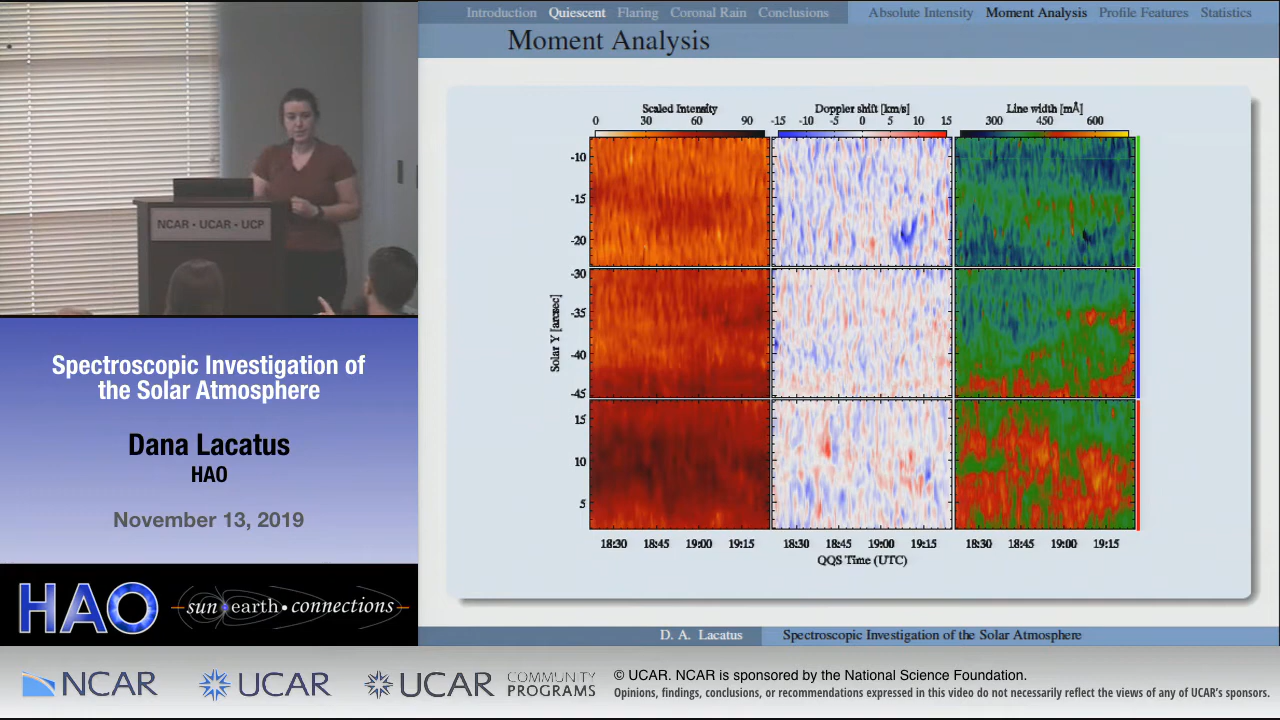 Introduction Quiescent Flaring Coronal Rain Conclusions Absolute Intensity Moment Analysis Profile Features Statistics
Moment Analysis
Scaled Intensity Doppler shift [km/s] Line width [mÅ]
0 30 60 90 -15 -10 -5 0 5 10 15 300 450 600
-10
-15
-20
-30
-35
-40
-45
15
10
5
Solar Y [arcsec]
18:30 18:45 19:00 19:15 18:30 18:45 19:00 19:15 18:30 18:45 19:00 19:15
QQS Time (UTC)
D. A. Lacatus Spectroscopic Investigation of the Solar Atmosphere
NCAR • UCAR • UCP
Spectroscopic Investigation of
the Solar Atmosphere
Dana Lacatus
HAO
November 13, 2019
HAO sun earth • connections
NCAR UCAR UCAR COMMUNITY
PROGRAMS
© UCAR. NCAR is sponsored by the National Science Foundation.
Opinions, findings, conclusions, or recommendations expressed in this video do not necessarily reflect the views of any of UCAR's sponsors.